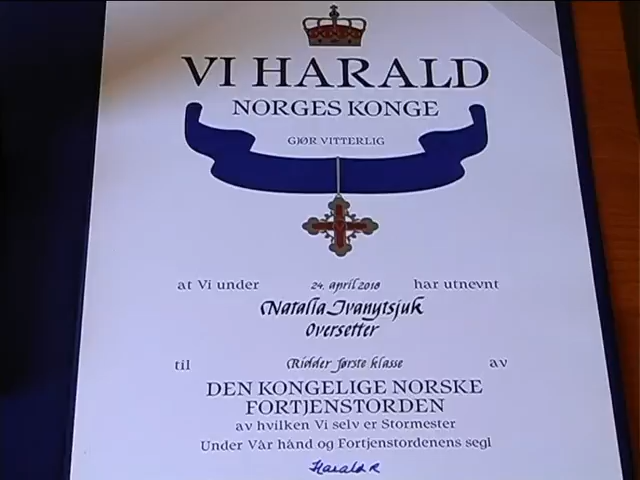 VI HARALD
NORGES KONGE
GJØR VITTERLIG
at Vi under 24. april 2018 har utnevnt
Natalia Ivanytsjuk
Oversetter
til Ridder første klasse av
DEN KONGELIGE NORSKE
FORTJENSTORDEN
av hvilken Vi selv er Stormester
Under Vår hånd og Fortjenstordenens segl
Harald R